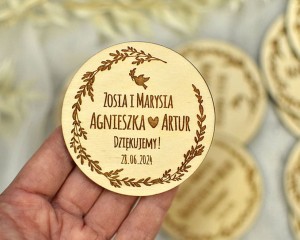 Zosia i Marysia
Agnieszka Artur
Dziękujemy!
28.06.2024